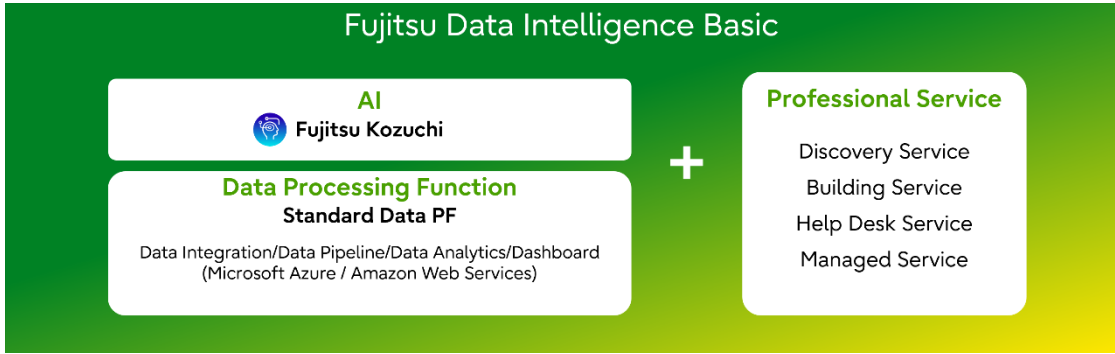 Fujitsu Data Intelligence Basic
AI
Fujitsu Kozuchi
Data Processing Function
Standard Data PF
Data Integration/Data Pipeline/Data Analytics/Dashboard
(Microsoft Azure / Amazon Web Services)
+
Professional Service
Discovery Service
Building Service
Help Desk Service
Managed Service